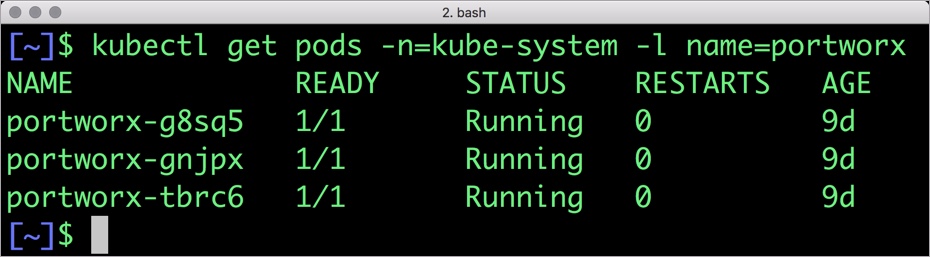 2. bash
[~]$ kubectl get pods -n=kube-system -l name=portworx
NAME READY STATUS RESTARTS AGE
portworx-g8sq5 1/1 Running 0 9d
portworx-gnjpx 1/1 Running 0 9d
portworx-tbrc6 1/1 Running 0 9d
[~]$